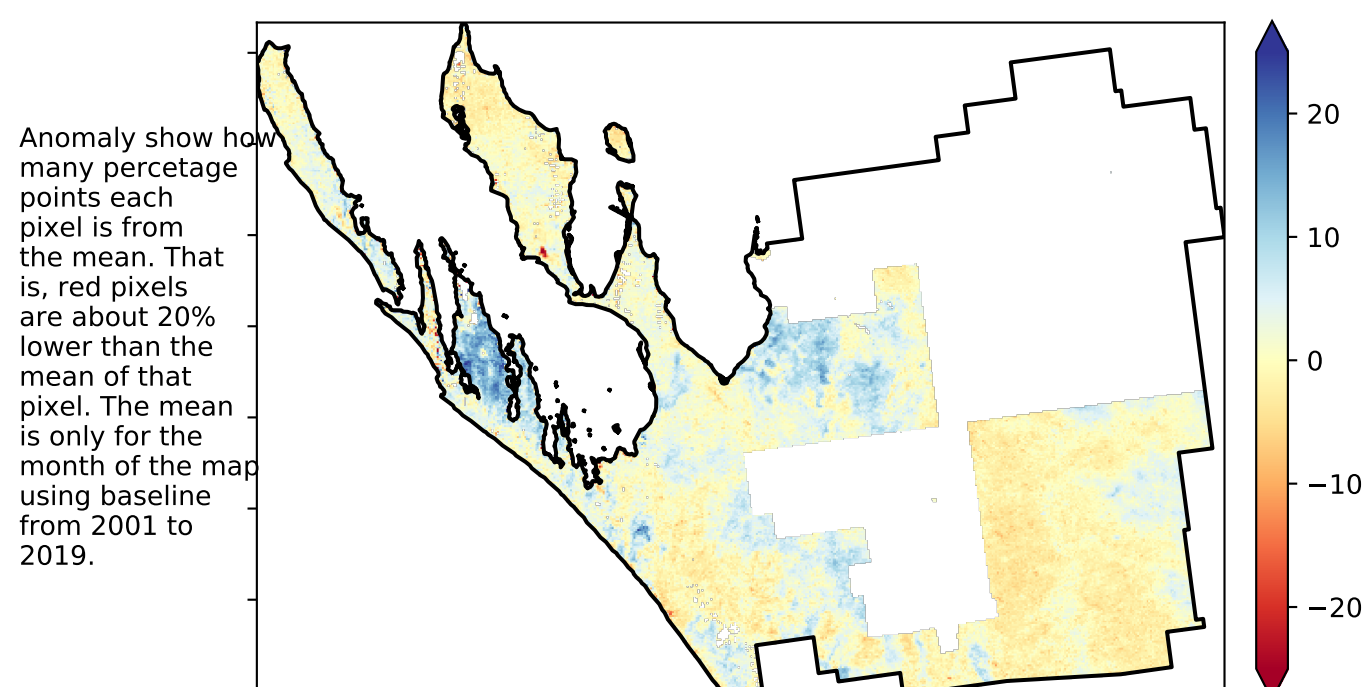 Anomaly show how
many percetage
points each
pixel is from
the mean. That
is, red pixels
are about 20%
lower than the
mean of that
pixel. The mean
is only for the
month of the map
using baseline
from 2001 to
2019.
20
10
0
−10
−20